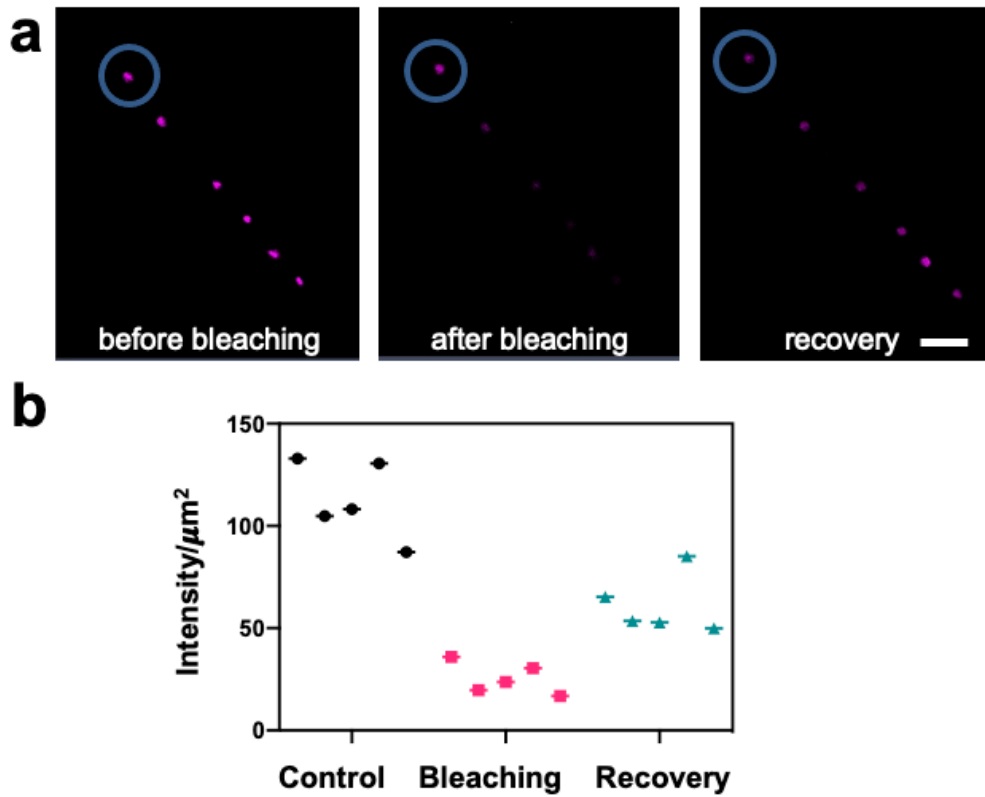 a
before bleaching
after bleaching
recovery
b
150
100
50
0
Intensity/μm²
Control
Bleaching
Recovery